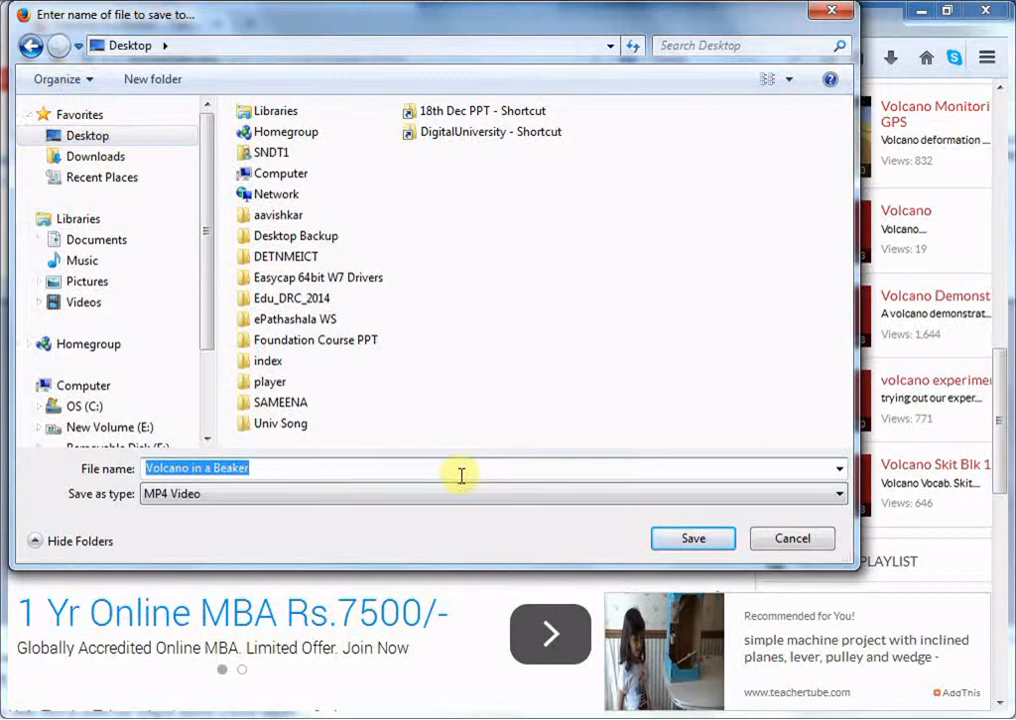 Enter name of file to save to...
Desktop
Search Desktop
Organize
New folder
Favorites
Desktop
Downloads
Recent Places
Libraries
Documents
Music
Pictures
Videos
Homegroup
Computer
OS (C:)
New Volume (E:)
Removable Disk (F:)
Libraries
Homegroup
SNDT1
Computer
Network
aavishkar
Desktop Backup
DETNMEICT
Easycap 64bit W7 Drivers
Edu_DRC_2014
ePathashala WS
Foundation Course PPT
index
player
SAMEENA
Univ Song
18th Dec PPT - Shortcut
DigitalUniversity - Shortcut
File name: Volcano in a Beaker
Save as type: MP4 Video
Hide Folders
Save
Cancel
Volcano Monitori
GPS
Volcano deformation ...
Views: 832
Volcano
Volcano...
Views: 19
Volcano Demonst
A volcano demonstrat...
Views: 1,644
volcano experime
trying out our exper...
Views: 771
Volcano Skit Blk 1
Volcano Vocab. Skit...
Views: 646
PLAYLIST
1 Yr Online MBA Rs.7500/-
Globally Accredited Online MBA. Limited Offer. Join Now
Recommended for You!
simple machine project with inclined
planes, lever, pulley and wedge -
www.teachertube.com
AddThis